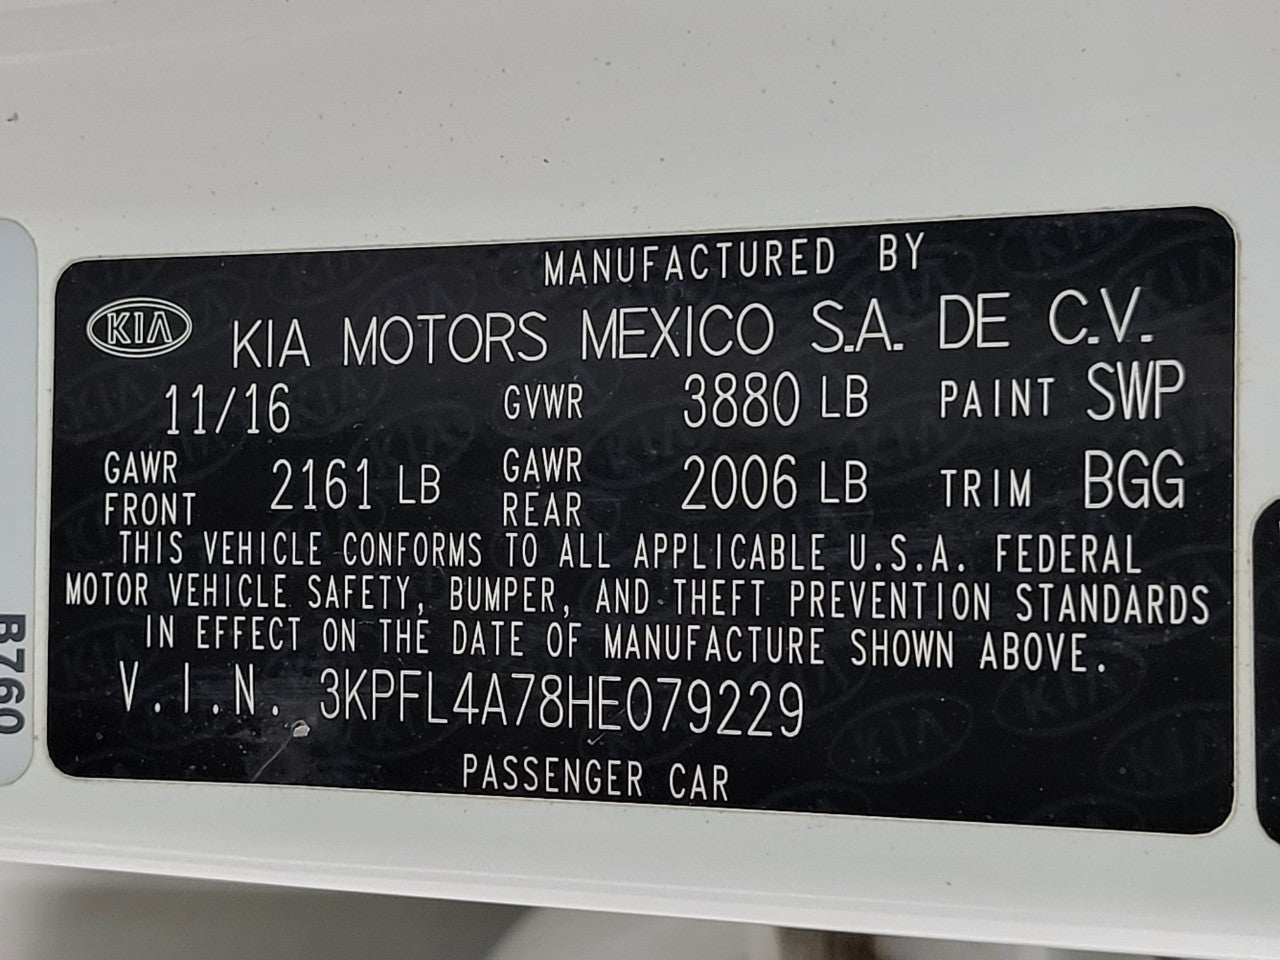 MANUFACTURED BY
KIA KIA MOTORS MEXICO S.A. DE C.V.
11/16 GVWR 3880 LB PAINT SWP
GAWR FRONT 2161 LB GAWR REAR 2006 LB TRIM BGG
THIS VEHICLE CONFORMS TO ALL APPLICABLE U.S.A. FEDERAL
MOTOR VEHICLE SAFETY, BUMPER, AND THEFT PREVENTION STANDARDS
IN EFFECT ON THE DATE OF MANUFACTURE SHOWN ABOVE.
V.I.N. 3KPFL4A78HE079229
PASSENGER CAR
B760